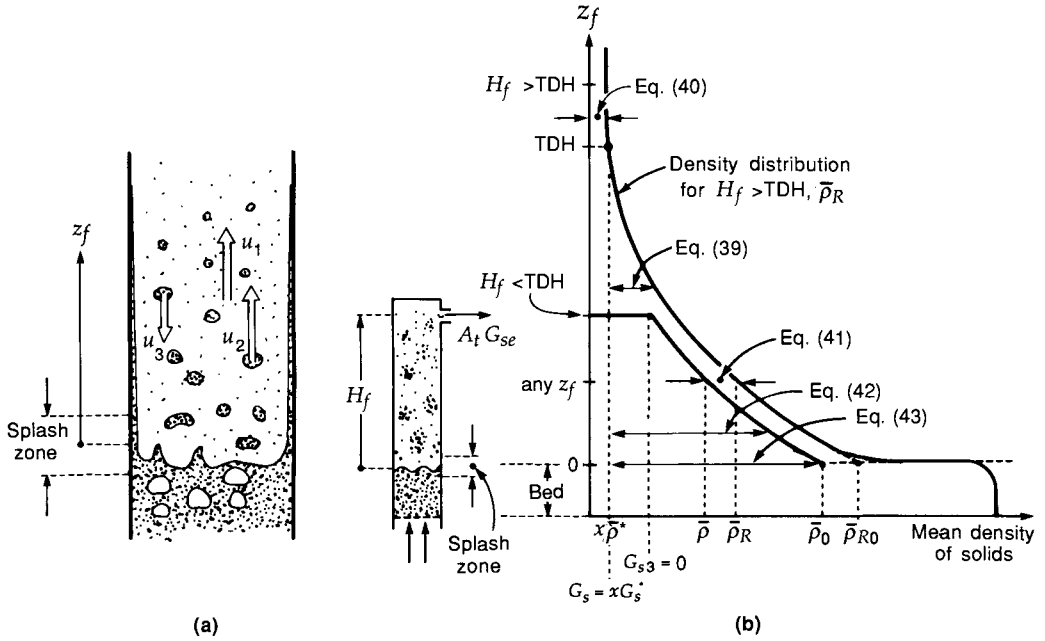 z_f
u_1
u_3
u_2
Splash
zone
(a)
H_f
A_t G_se
Splash
zone
z_f
H_f >TDH
Eq. (40)
TDH
Density distribution
for H_f >TDH, ρ̅_R
Eq. (39)
H_f <TDH
Eq. (41)
any z_f
Eq. (42)
Eq. (43)
0
Bed
xρ̅*
ρ̅
ρ̅_R
ρ̅_0
ρ̅_R0
Mean density
of solids
G_s3 = 0
G_s = xG_s*
(b)